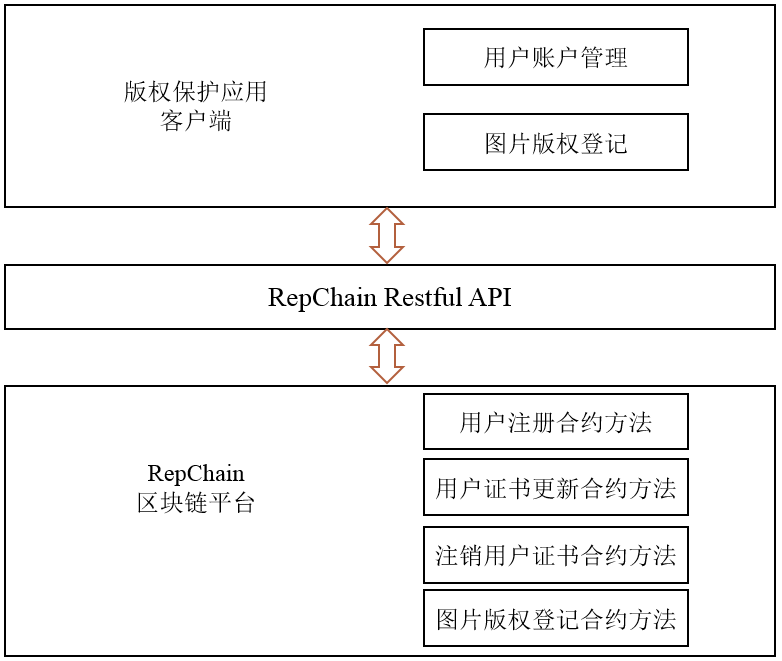 版权保护应用
客户端
用户账户管理
图片版权登记
RepChain Restful API
RepChain
区块链平台
用户注册合约方法
用户证书更新合约方法
注销用户证书合约方法
图片版权登记合约方法